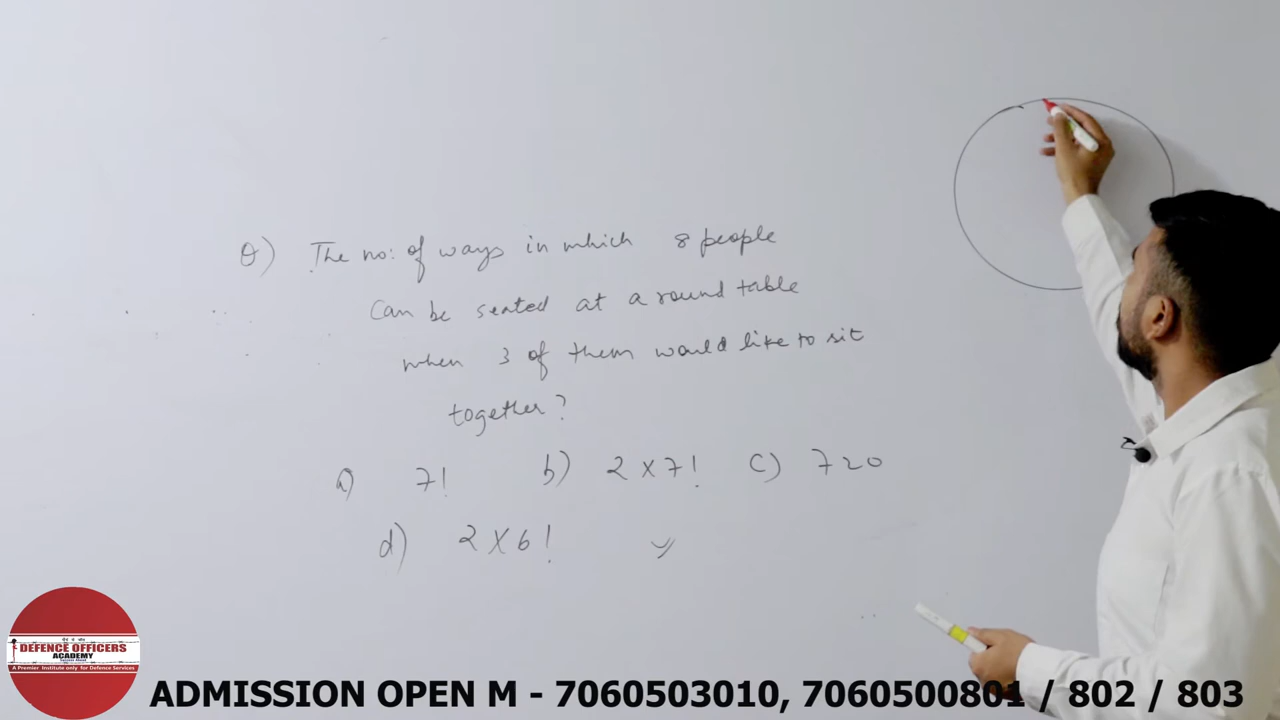 Q) The no: of ways in which 8 people
can be seated at a round table
when 3 of them would like to sit
together?
a) 7! b) 2 x 7! c) 720
d) 2 x 6!
DEFENCE OFFICERS
ACADEMY
A Premier Institute only for Defence Services
ADMISSION OPEN M - 7060503010, 7060500801 / 802 / 803